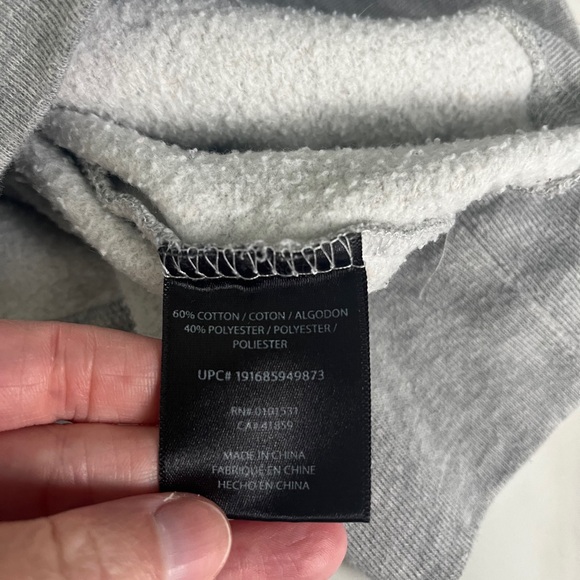 60% COTTON / COTON / ALGODON
40% POLYESTER / POLYESTER /
POLIESTER
UPC# 191685949873
RN# 0101531
CA# 41859
MADE IN CHINA
FABRIQUÉ EN CHINE
HECHO EN CHINA